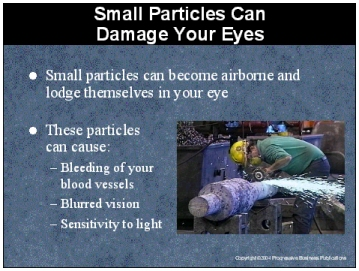 Small Particles Can
Damage Your Eyes
• Small particles can become airborne and
lodge themselves in your eye
• These particles
can cause:
– Bleeding of your
blood vessels
– Blurred vision
– Sensitivity to light
Copyright ©2004 Progressive Business Publications